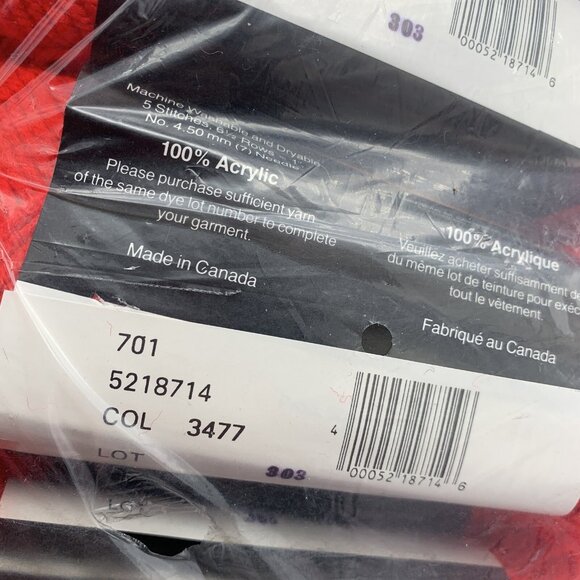 303
00052 18714 6
Machine Washable and Dryable
5 Stitches, 6½ Rows
1"
No. 4.50 mm (7) Needle
100% Acrylic
Please purchase sufficient yarn
of the same dye lot number to complete
your garment.
Made in Canada
100% Acrylique
Veuillez acheter suffisamment de
du même lot de teinture pour exéc
tout le vêtement.
Fabriqué au Canada
701
5218714
COL 3477
LOT 303
4 00052 18714 6
LOT